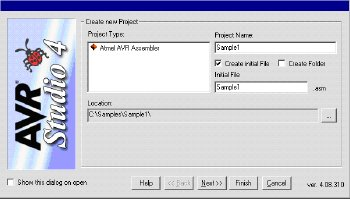 AVR Studio 4
Create new Project
Project Type:
Atmel AVR Assembler
Project Name:
Sample1
Create initial File
Create Folder
Initial File
Sample1 .asm
Location:
C:\Samples\Sample1\
...
Show this dialog on open
Help << Back Next >> Finish Cancel ver. 4.08.310